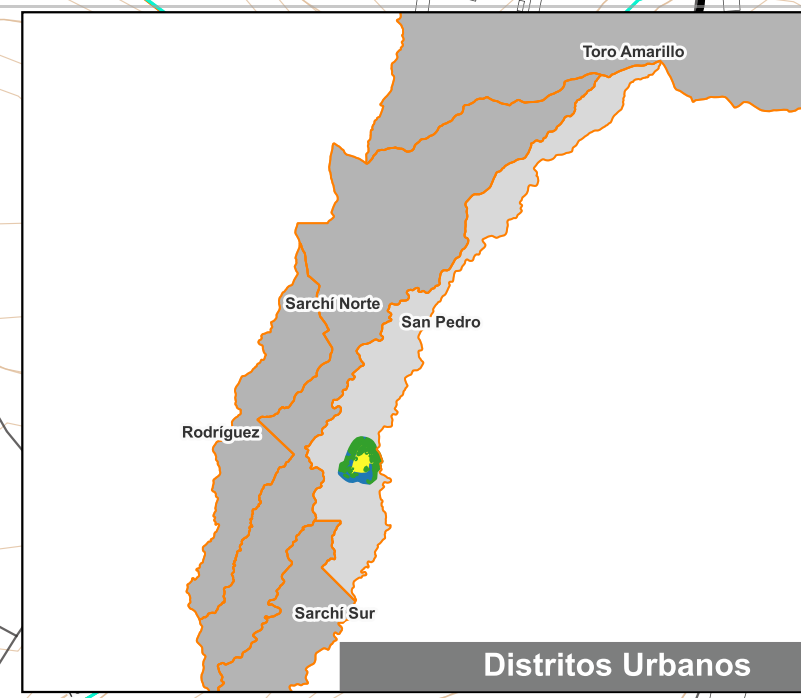 Toro Amarillo
Sarchí Norte
San Pedro
Rodríguez
Sarchí Sur
Distritos Urbanos